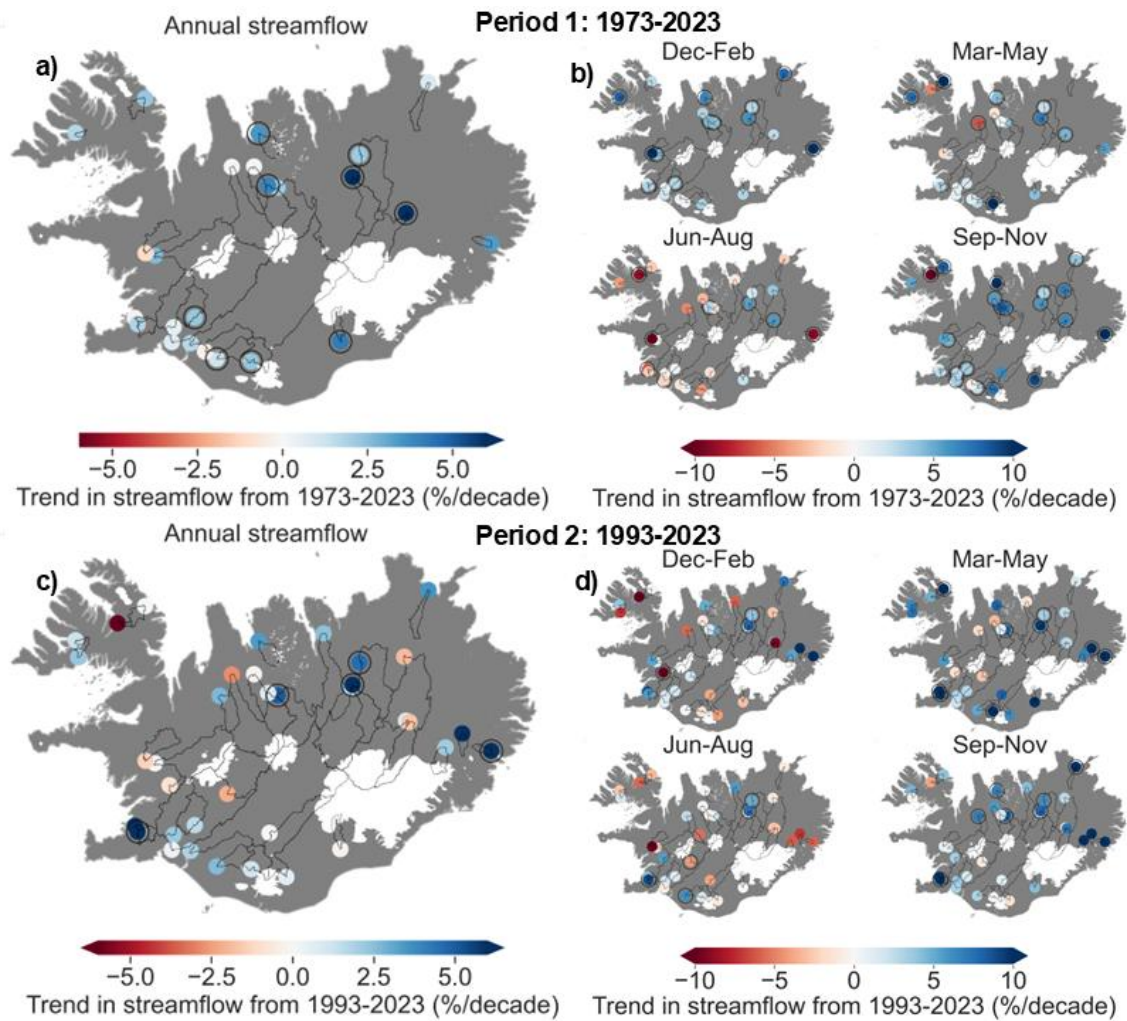 Period 1: 1973-2023
Annual streamflow
a)
b)
Dec-Feb
Mar-May
Jun-Aug
Sep-Nov
−5.0 −2.5 0.0 2.5 5.0
Trend in streamflow from 1973-2023 (%/decade)
−10 −5 0 5 10
Trend in streamflow from 1973-2023 (%/decade)
Period 2: 1993-2023
Annual streamflow
c)
d)
Dec-Feb
Mar-May
Jun-Aug
Sep-Nov
−5.0 −2.5 0.0 2.5 5.0
Trend in streamflow from 1993-2023 (%/decade)
−10 −5 0 5 10
Trend in streamflow from 1993-2023 (%/decade)